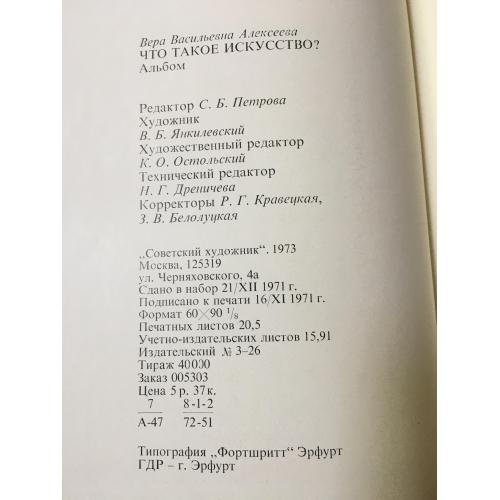 Вера Васильевна Алексеева
ЧТО ТАКОЕ ИСКУССТВО?
Альбом
Редактор С. Б. Петрова
Художник
В. Б. Янкилевский
Художественный редактор
К. О. Остольский
Технический редактор
Н. Г. Дреничева
Корректоры Р. Г. Кравецкая,
З. В. Белолуцкая
„Советский художник“. 1973
Москва, 125319
ул. Черняховского, 4а
Сдано в набор 21/XII 1971 г.
Подписано к печати 16/XI 1971 г.
Формат 60×90 1/8
Печатных листов 20,5
Учетно-издательских листов 15,91
Издательский № 3–26
Тираж 40000
Заказ 005303
Цена 5 р. 37 к.
7 8-1-2
А-47 72-51
Типография „Фортшритт“ Эрфурт
ГДР – г. Эрфурт